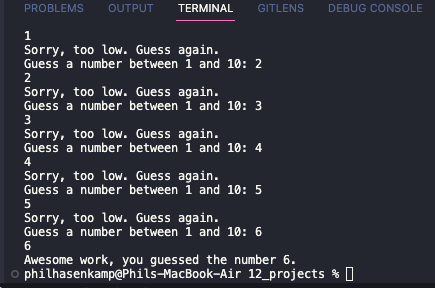 PROBLEMS OUTPUT TERMINAL GITLENS DEBUG CONSOLE
1
Sorry, too low. Guess again.
Guess a number between 1 and 10: 2
2
Sorry, too low. Guess again.
Guess a number between 1 and 10: 3
3
Sorry, too low. Guess again.
Guess a number between 1 and 10: 4
4
Sorry, too low. Guess again.
Guess a number between 1 and 10: 5
5
Sorry, too low. Guess again.
Guess a number between 1 and 10: 6
6
Awesome work, you guessed the number 6.
philhasenkamp@Phils-MacBook-Air 12_projects %